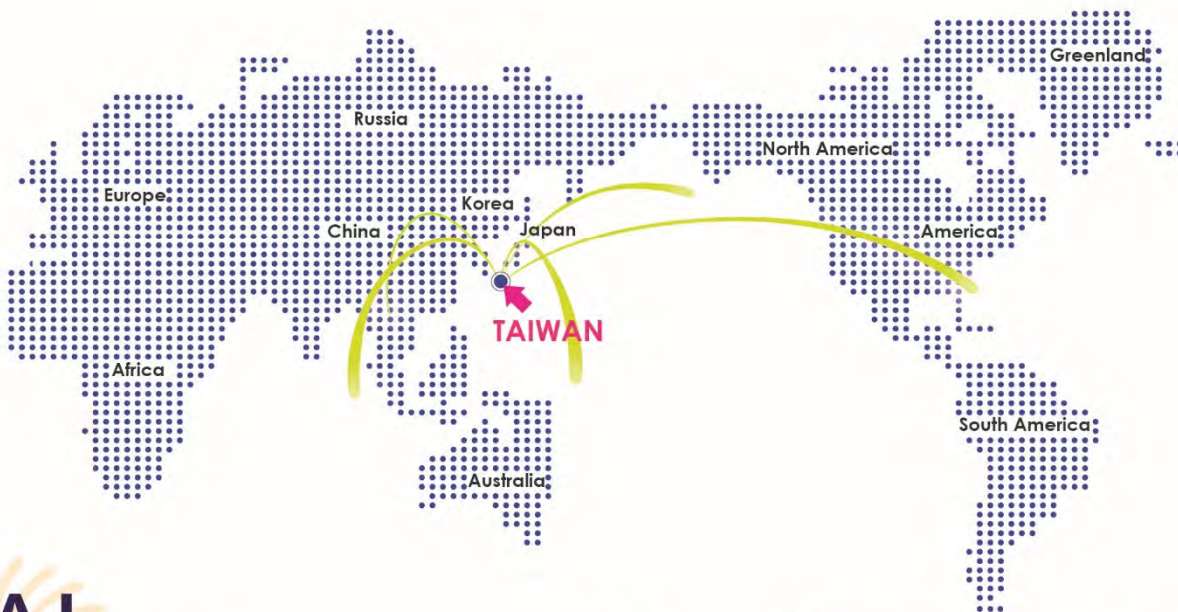 Greenland
Russia
North America
Europe
Korea
China
Japan
America
TAIWAN
Africa
South America
Australia